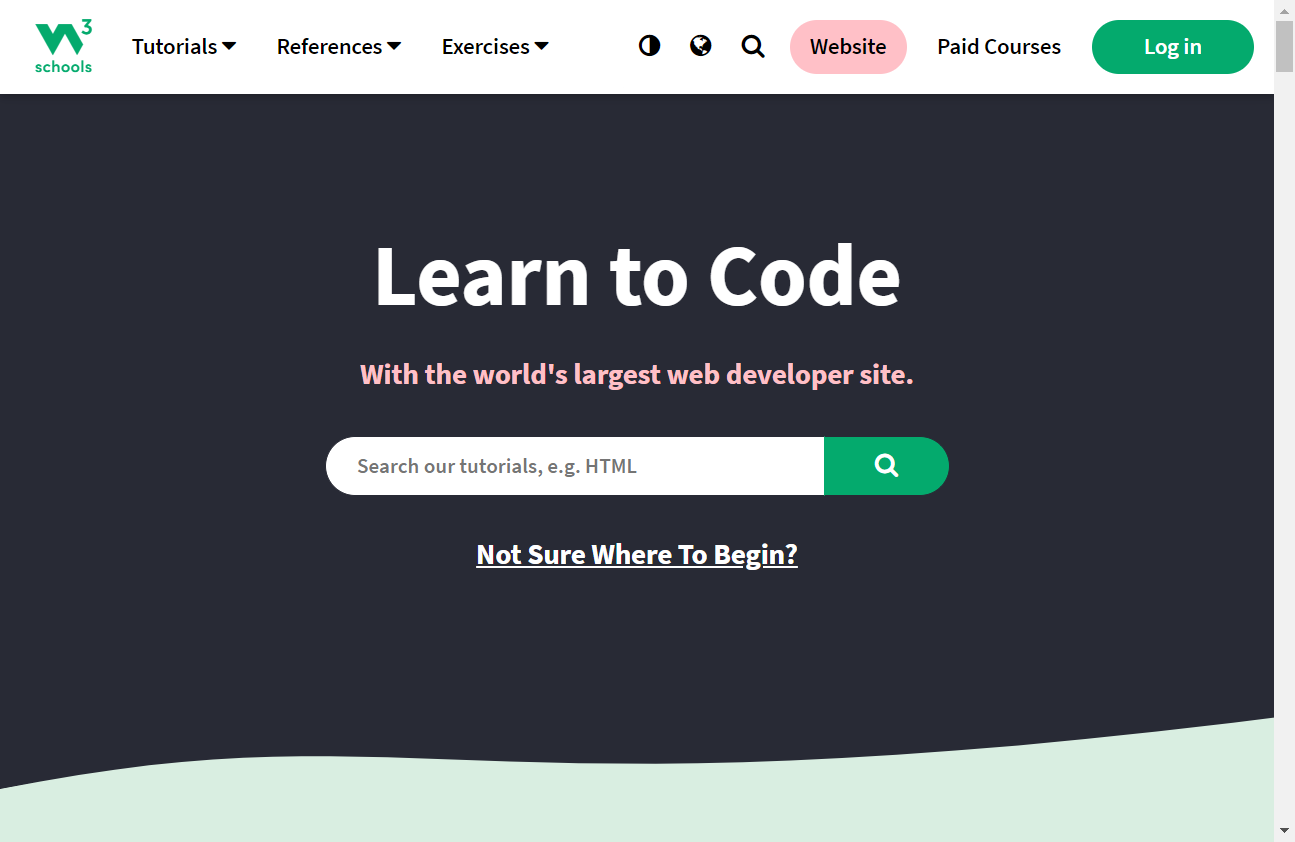 3
schools
Tutorials
References
Exercises
Website
Paid Courses
Log in
Learn to Code
With the world's largest web developer site.
Search our tutorials, e.g. HTML
Not Sure Where To Begin?